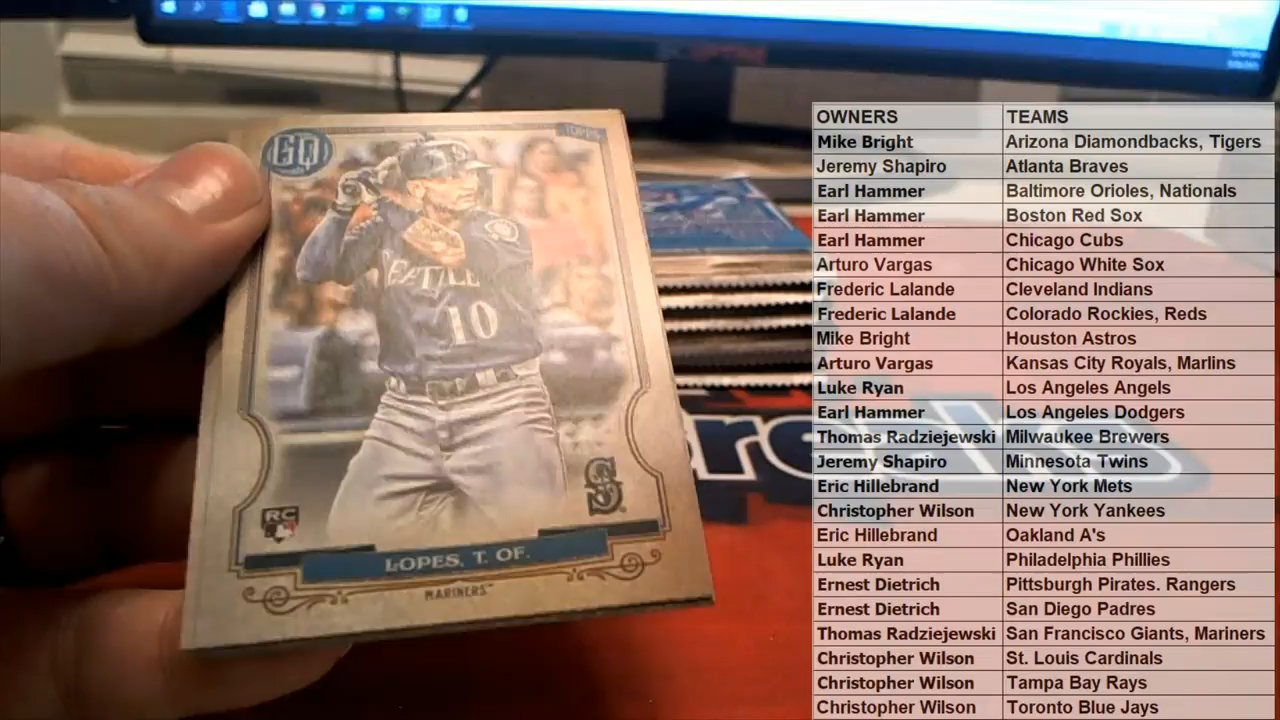 GQ
TOPPS
SEATTLE
10
S
RC
LOPES, T. OF.
MARINERS
OWNERS TEAMS
Mike Bright Arizona Diamondbacks, Tigers
Jeremy Shapiro Atlanta Braves
Earl Hammer Baltimore Orioles, Nationals
Earl Hammer Boston Red Sox
Earl Hammer Chicago Cubs
Arturo Vargas Chicago White Sox
Frederic Lalande Cleveland Indians
Frederic Lalande Colorado Rockies, Reds
Mike Bright Houston Astros
Arturo Vargas Kansas City Royals, Marlins
Luke Ryan Los Angeles Angels
Earl Hammer Los Angeles Dodgers
Thomas Radziejewski Milwaukee Brewers
Jeremy Shapiro Minnesota Twins
Eric Hillebrand New York Mets
Christopher Wilson New York Yankees
Eric Hillebrand Oakland A's
Luke Ryan Philadelphia Phillies
Ernest Dietrich Pittsburgh Pirates. Rangers
Ernest Dietrich San Diego Padres
Thomas Radziejewski San Francisco Giants, Mariners
Christopher Wilson St. Louis Cardinals
Christopher Wilson Tampa Bay Rays
Christopher Wilson Toronto Blue Jays